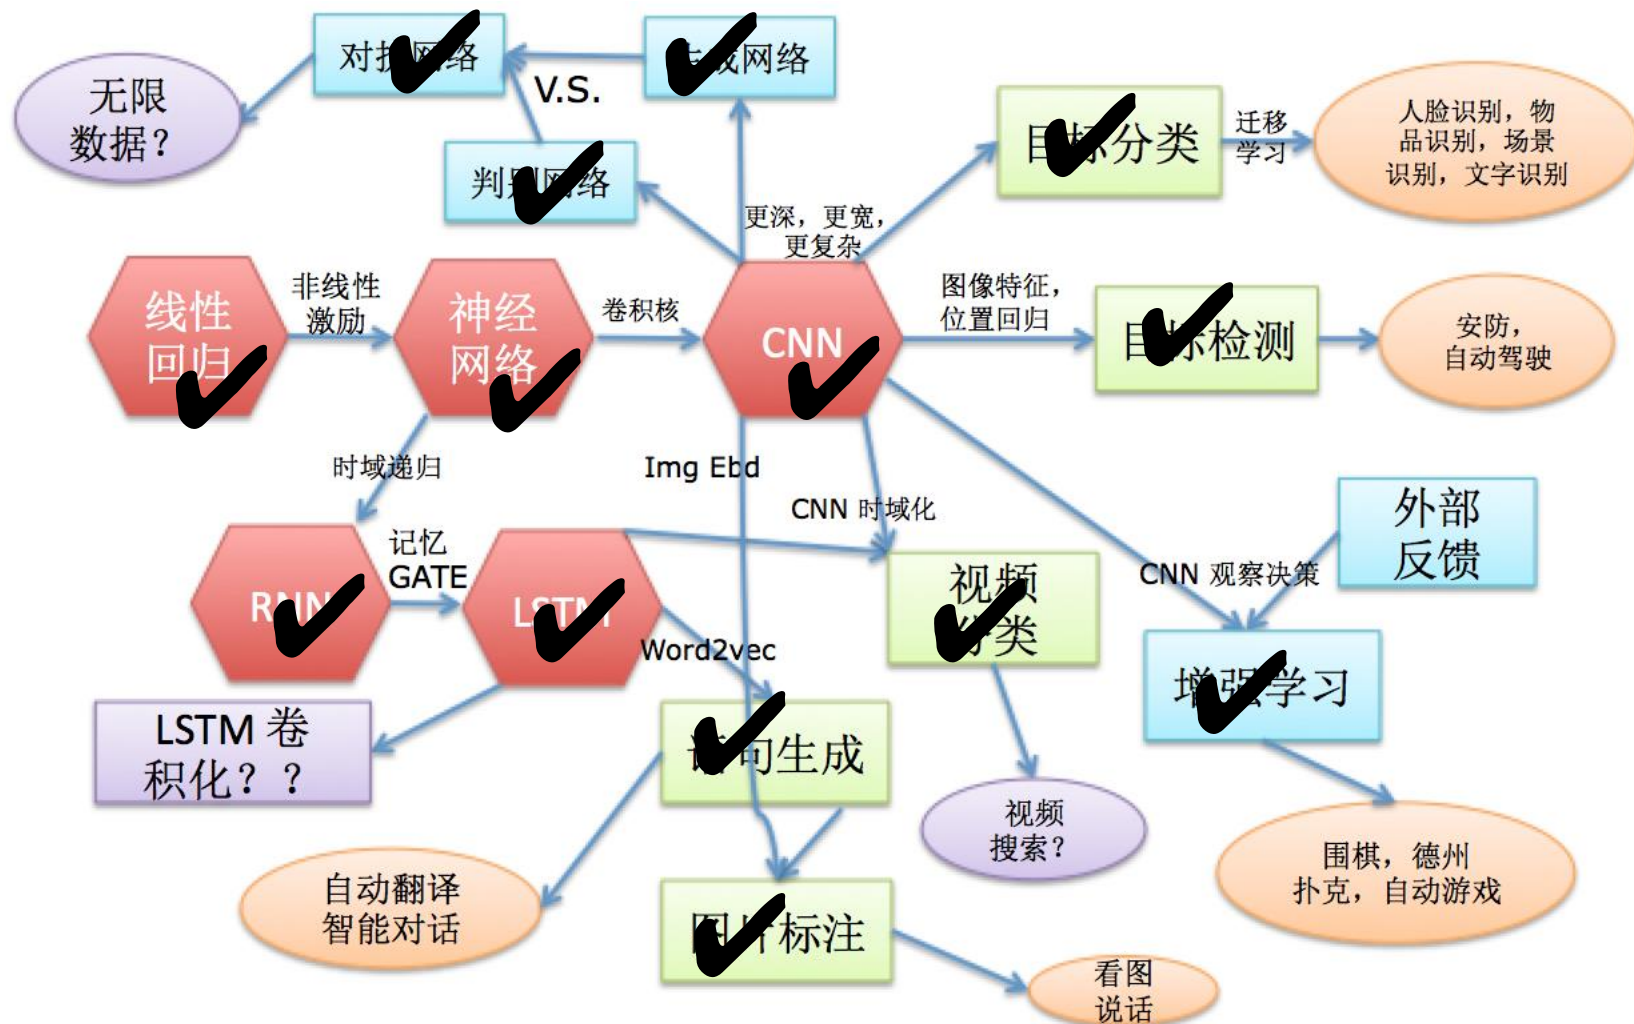 对抗网络
生成网络
无限
数据？
V.S.
目标分类
迁移
学习
人脸识别，物
品识别，场景
识别，文字识别
判别网络
更深，更宽，
更复杂
线性
回归
非线性
激励
神经
网络
卷积核
CNN
图像特征，
位置回归
目标检测
安防，
自动驾驶
时域递归
Img Ebd
CNN 时域化
外部
反馈
RNN
记忆
GATE
LSTM
视频
分类
CNN 观察决策
Word2vec
增强学习
LSTM 卷
积化？？
语句生成
视频
搜索？
围棋，德州
扑克，自动游戏
自动翻译
智能对话
图片标注
看图
说话